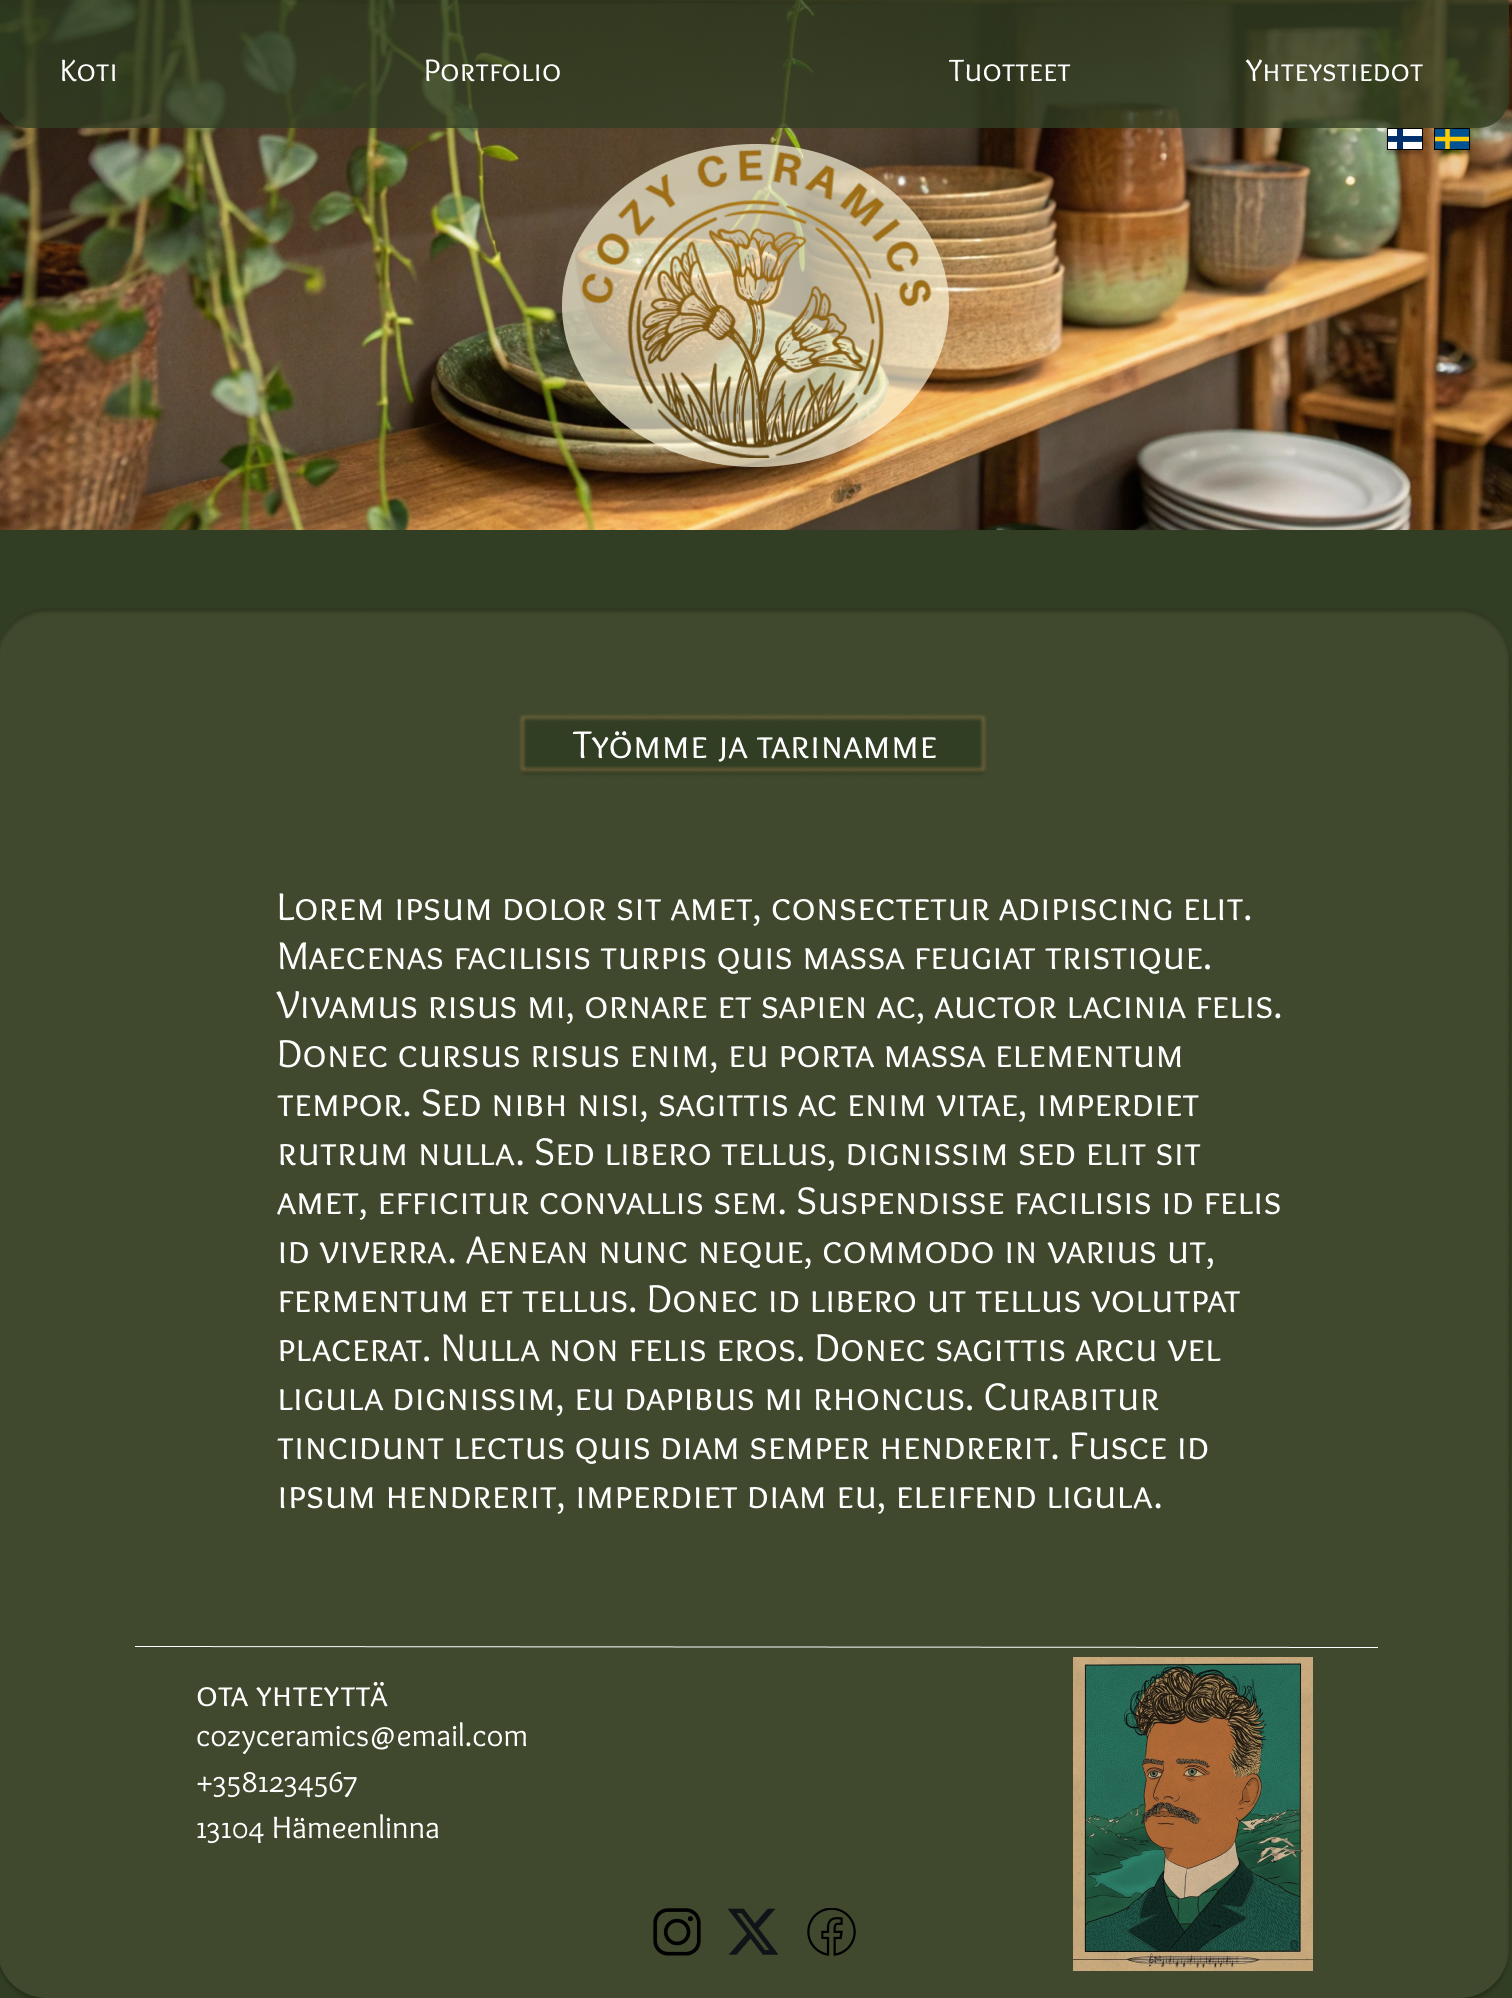 Koti
Portfolio
Tuotteet
Yhteystiedot
COZY CERAMICS
Työmme ja tarinamme
Lorem ipsum dolor sit amet, consectetur adipiscing elit.
Maecenas facilisis turpis quis massa feugiat tristique.
Vivamus risus mi, ornare et sapien ac, auctor lacinia felis.
Donec cursus risus enim, eu porta massa elementum
tempor. Sed nibh nisi, sagittis ac enim vitae, imperdiet
rutrum nulla. Sed libero tellus, dignissim sed elit sit
amet, efficitur convallis sem. Suspendisse facilisis id felis
id viverra. Aenean nunc neque, commodo in varius ut,
fermentum et tellus. Donec id libero ut tellus volutpat
placerat. Nulla non felis eros. Donec sagittis arcu vel
ligula dignissim, eu dapibus mi rhoncus. Curabitur
tincidunt lectus quis diam semper hendrerit. Fusce id
ipsum hendrerit, imperdiet diam eu, eleifend ligula.
ota yhteyttä
cozyceramics@email.com
+3581234567
13104 Hämeenlinna